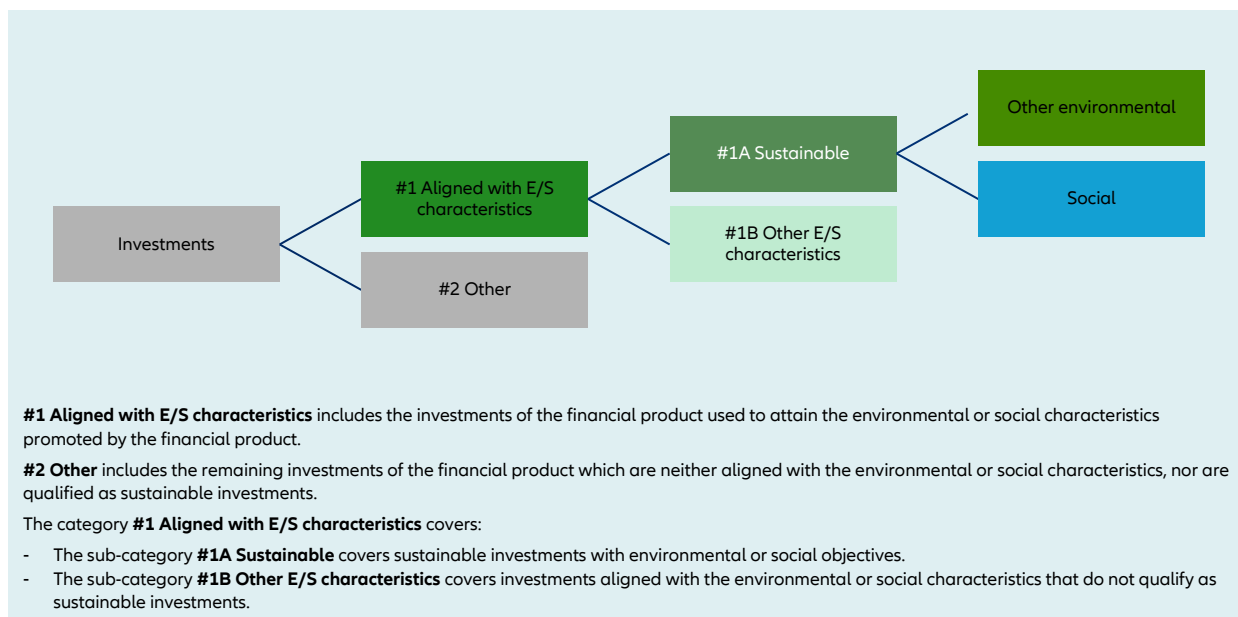 Other environmental
#1A Sustainable
#1 Aligned with E/S
characteristics
Social
Investments
#1B Other E/S
characteristics
#2 Other
#1 Aligned with E/S characteristics includes the investments of the financial product used to attain the environmental or social characteristics
promoted by the financial product.
#2 Other includes the remaining investments of the financial product which are neither aligned with the environmental or social characteristics, nor are
qualified as sustainable investments.
The category #1 Aligned with E/S characteristics covers:
- The sub-category #1A Sustainable covers sustainable investments with environmental or social objectives.
- The sub-category #1B Other E/S characteristics covers investments aligned with the environmental or social characteristics that do not qualify as
sustainable investments.